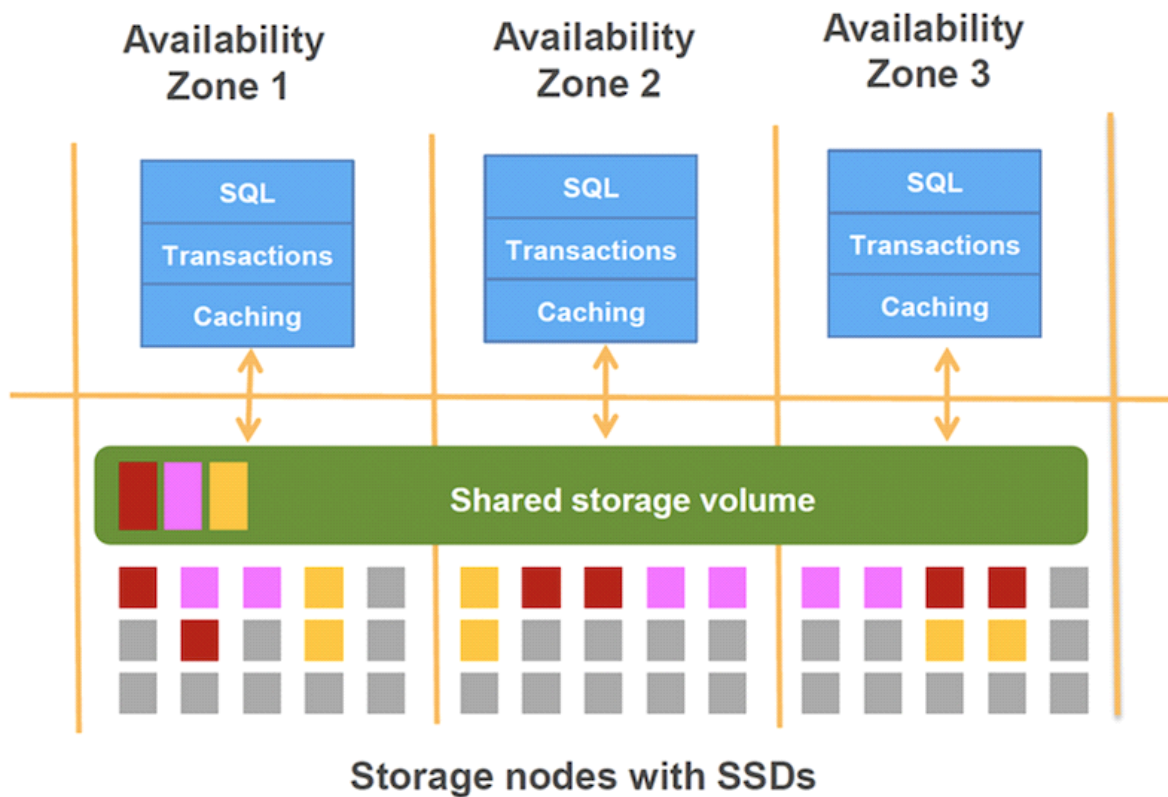 Availability
Zone 1
Availability
Zone 2
Availability
Zone 3
SQL
Transactions
Caching
SQL
Transactions
Caching
SQL
Transactions
Caching
Shared storage volume
Storage nodes with SSDs